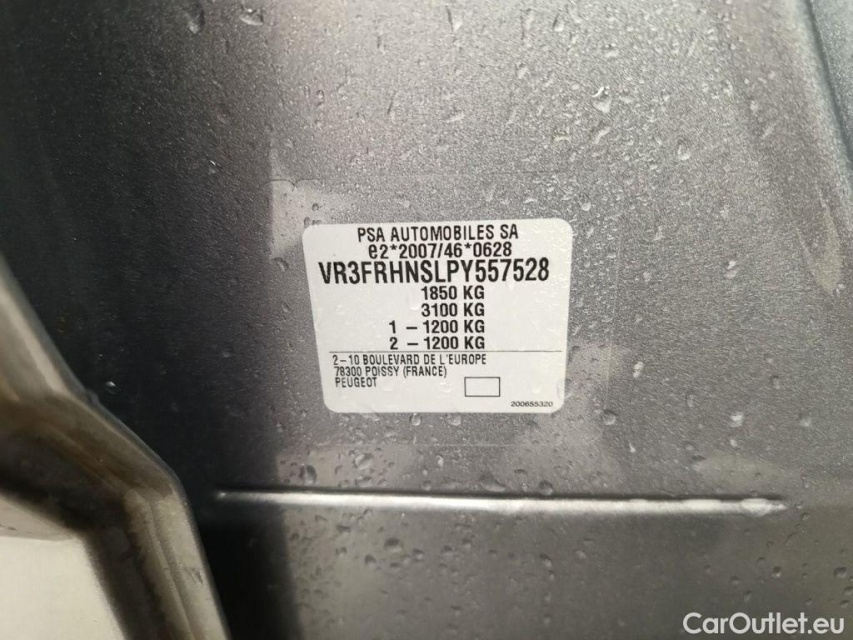 PSA AUTOMOBILES SA
e2*2007/46*0628
VR3FRHNSLPY557528
1850 KG
3100 KG
1 – 1200 KG
2 – 1200 KG
2–10 BOULEVARD DE L'EUROPE
78300 POISSY (FRANCE)
PEUGEOT
200655320
CarOutlet.eu